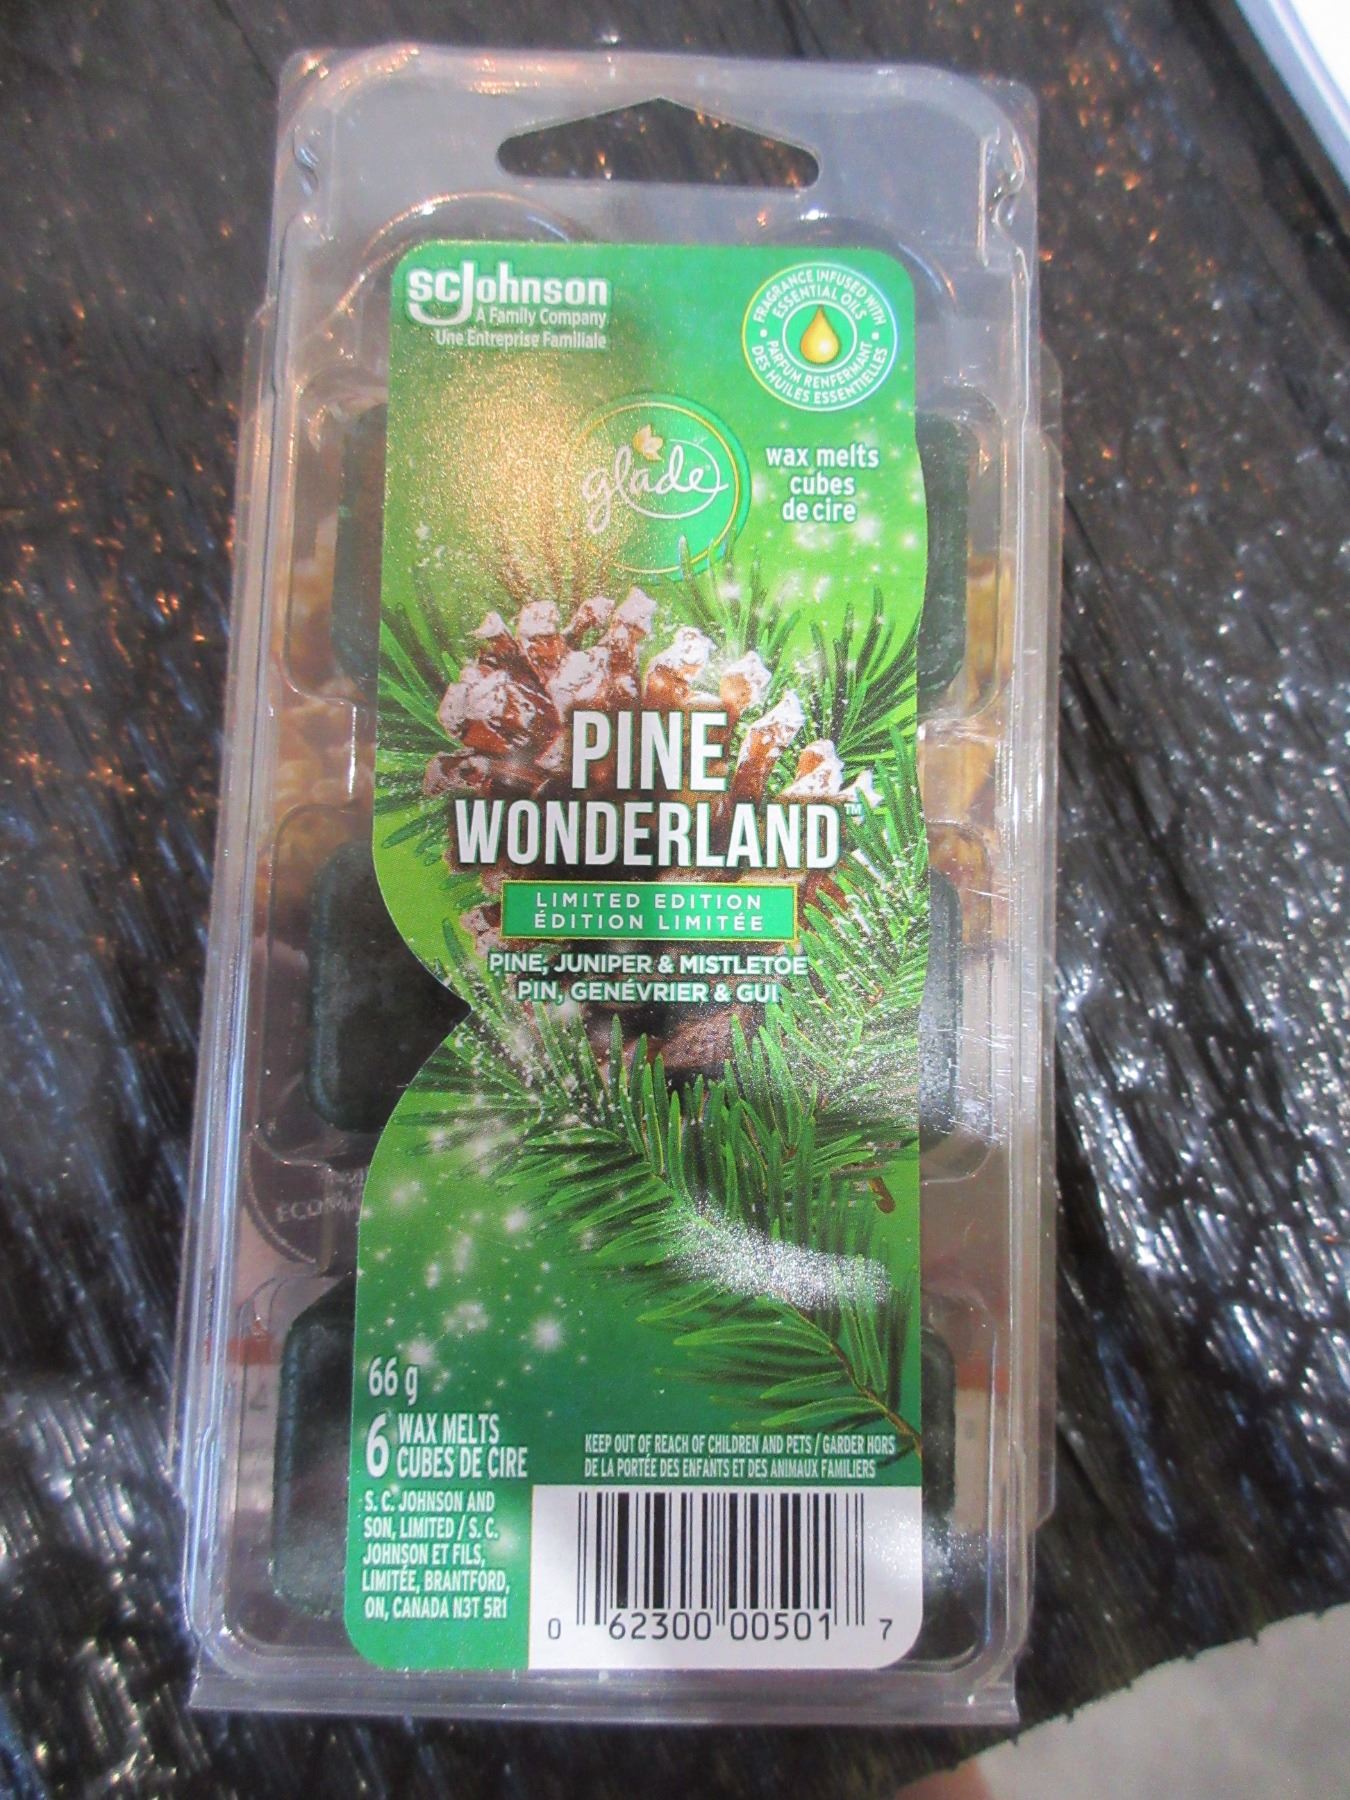 scJohnson
A Family Company
Une Entreprise Familiale
FRAGRANCE INFUSED WITH
ESSENTIAL OILS
PARFUM RENFERMANT
DES HUILES ESSENTIELLES
glade™
wax melts
cubes
de cire
PINE
WONDERLAND™
LIMITED EDITION
ÉDITION LIMITÉE
PINE, JUNIPER & MISTLETOE
PIN, GENÉVRIER & GUI
66 g
6 WAX MELTS
CUBES DE CIRE
KEEP OUT OF REACH OF CHILDREN AND PETS / GARDER HORS
DE LA PORTÉE DES ENFANTS ET DES ANIMAUX FAMILIERS
S. C. JOHNSON AND
SON, LIMITED / S. C.
JOHNSON ET FILS,
LIMITÉE, BRANTFORD,
ON, CANADA N3T 5R1
0 62300 00501 7